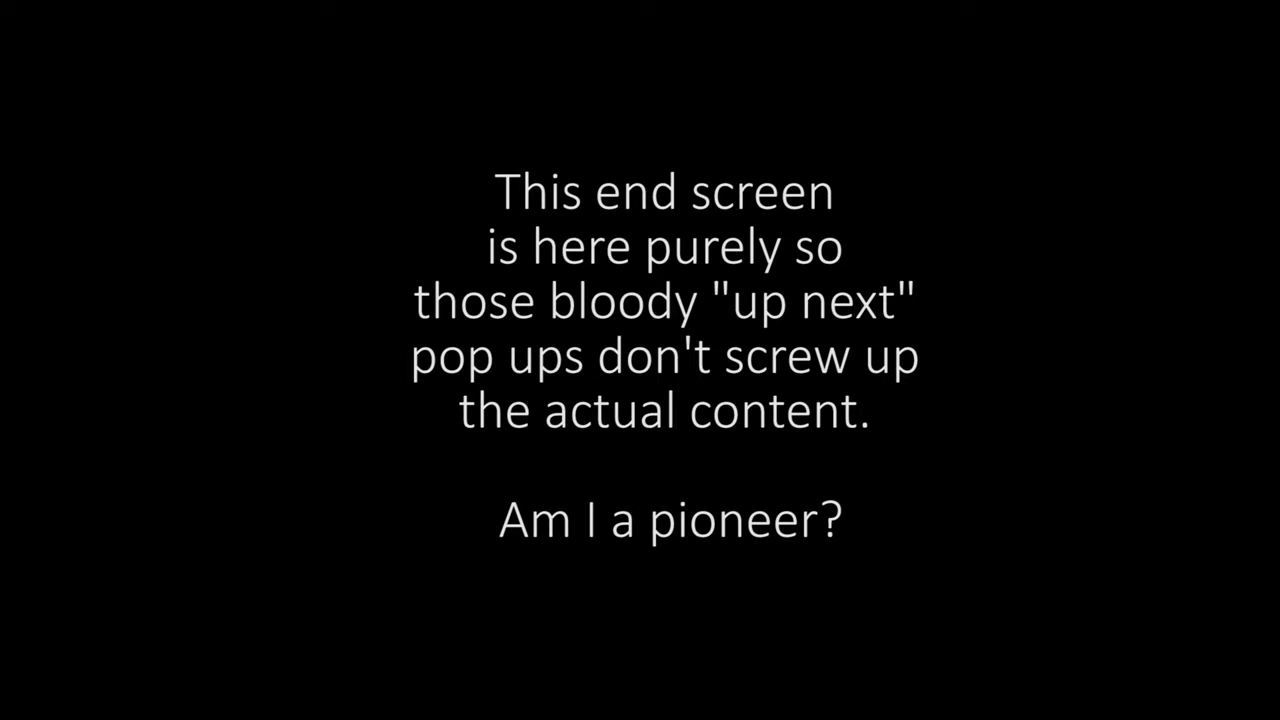 This end screen
is here purely so
those bloody "up next"
pop ups don't screw up
the actual content.
Am I a pioneer?